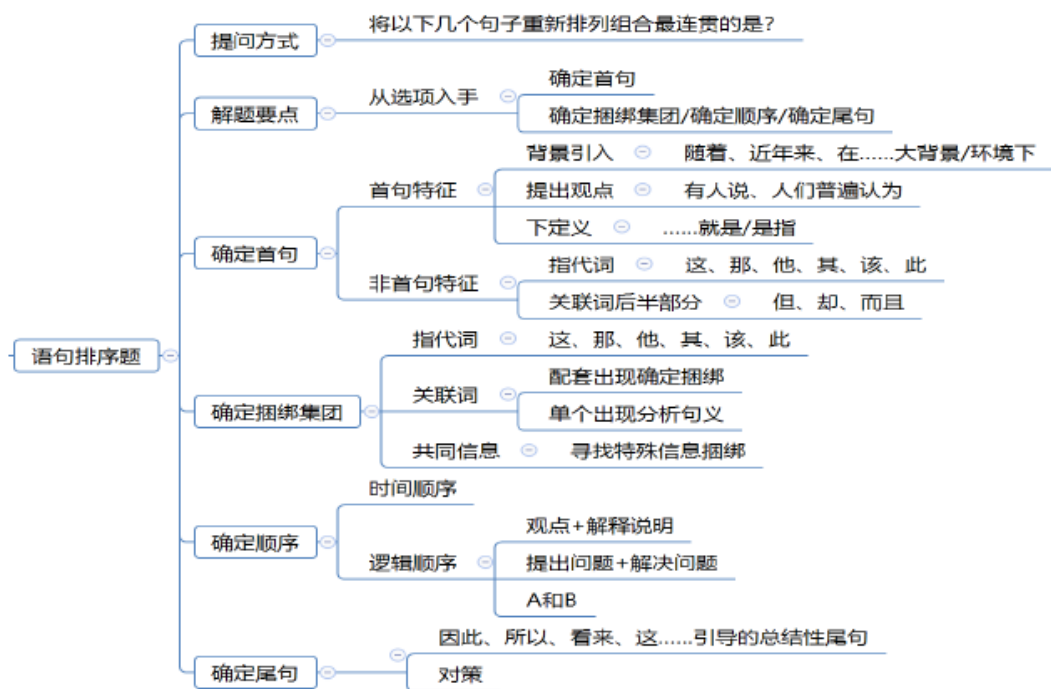 语句排序题
提问方式
将以下几个句子重新排列组合最连贯的是？
解题要点
从选项入手
确定首句
确定捆绑集团/确定顺序/确定尾句
确定首句
首句特征
背景引入
随着、近年来、在......大背景/环境下
提出观点
有人说、人们普遍认为
下定义
......就是/是指
非首句特征
指代词
这、那、他、其、该、此
关联词后半部分
但、却、而且
确定捆绑集团
指代词
这、那、他、其、该、此
关联词
配套出现确定捆绑
单个出现分析句义
共同信息
寻找特殊信息捆绑
确定顺序
时间顺序
逻辑顺序
观点+解释说明
提出问题+解决问题
A和B
确定尾句
因此、所以、看来、这......引导的总结性尾句
对策